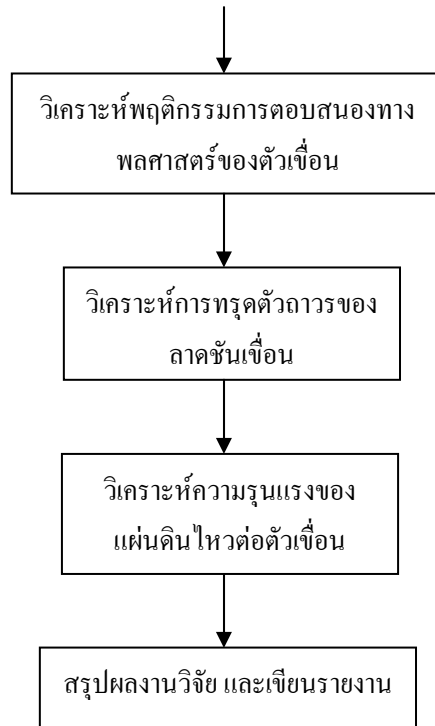 วิเคราะห์พฤติกรรมการตอบสนองทาง
พลศาสตร์ของตัวเขื่อน
วิเคราะห์การทรุดตัวถาวรของ
ลาดชันเขื่อน
วิเคราะห์ความรุนแรงของ
แผ่นดินไหวต่อตัวเขื่อน
สรุปผลงานวิจัย และเขียนรายงาน